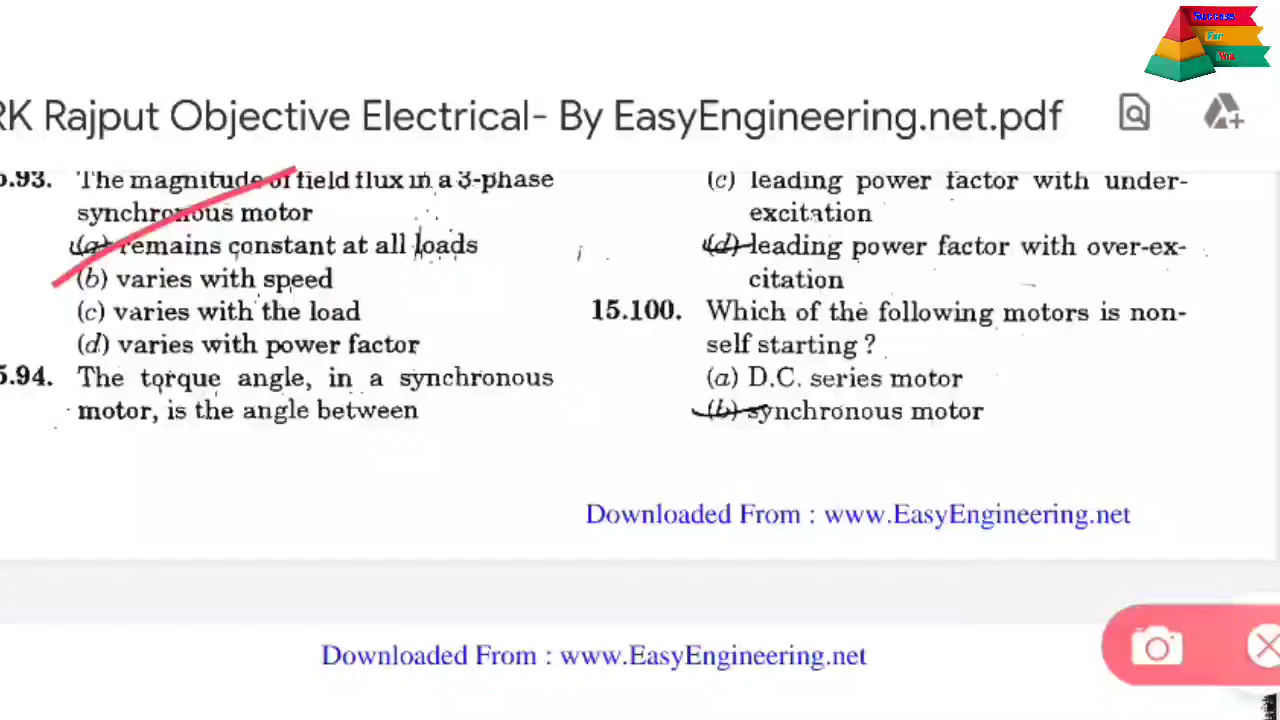 Success
For
You
RK Rajput Objective Electrical- By EasyEngineering.net.pdf
5.93. The magnitude of field flux in a 3-phase
synchronous motor
(a) remains constant at all loads
(b) varies with speed
(c) varies with the load
(d) varies with power factor
5.94. The torque angle, in a synchronous
motor, is the angle between
(c) leading power factor with under-
excitation
(d) leading power factor with over-ex-
citation
15.100. Which of the following motors is non-
self starting ?
(a) D.C. series motor
(b) synchronous motor
Downloaded From : www.EasyEngineering.net
Downloaded From : www.EasyEngineering.net